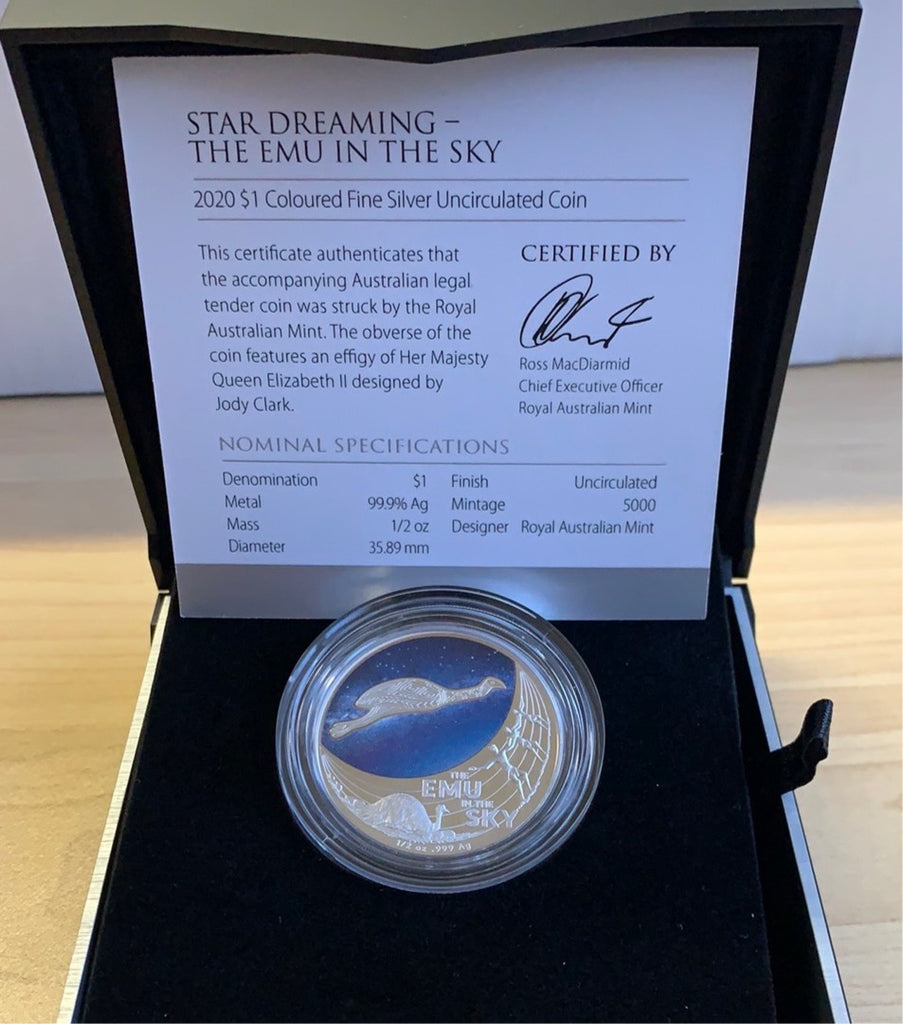 STAR DREAMING –
THE EMU IN THE SKY
2020 $1 Coloured Fine Silver Uncirculated Coin
This certificate authenticates that
the accompanying Australian legal
tender coin was struck by the Royal
Australian Mint. The obverse of the
coin features an effigy of Her Majesty
Queen Elizabeth II designed by
Jody Clark.
CERTIFIED BY
Ross MacDiarmid
Chief Executive Officer
Royal Australian Mint
NOMINAL SPECIFICATIONS
Denomination $1 Finish Uncirculated
Metal 99.9% Ag Mintage 5000
Mass 1/2 oz Designer Royal Australian Mint
Diameter 35.89 mm
THE
EMU
IN THE
SKY
1/2 oz .999 Ag